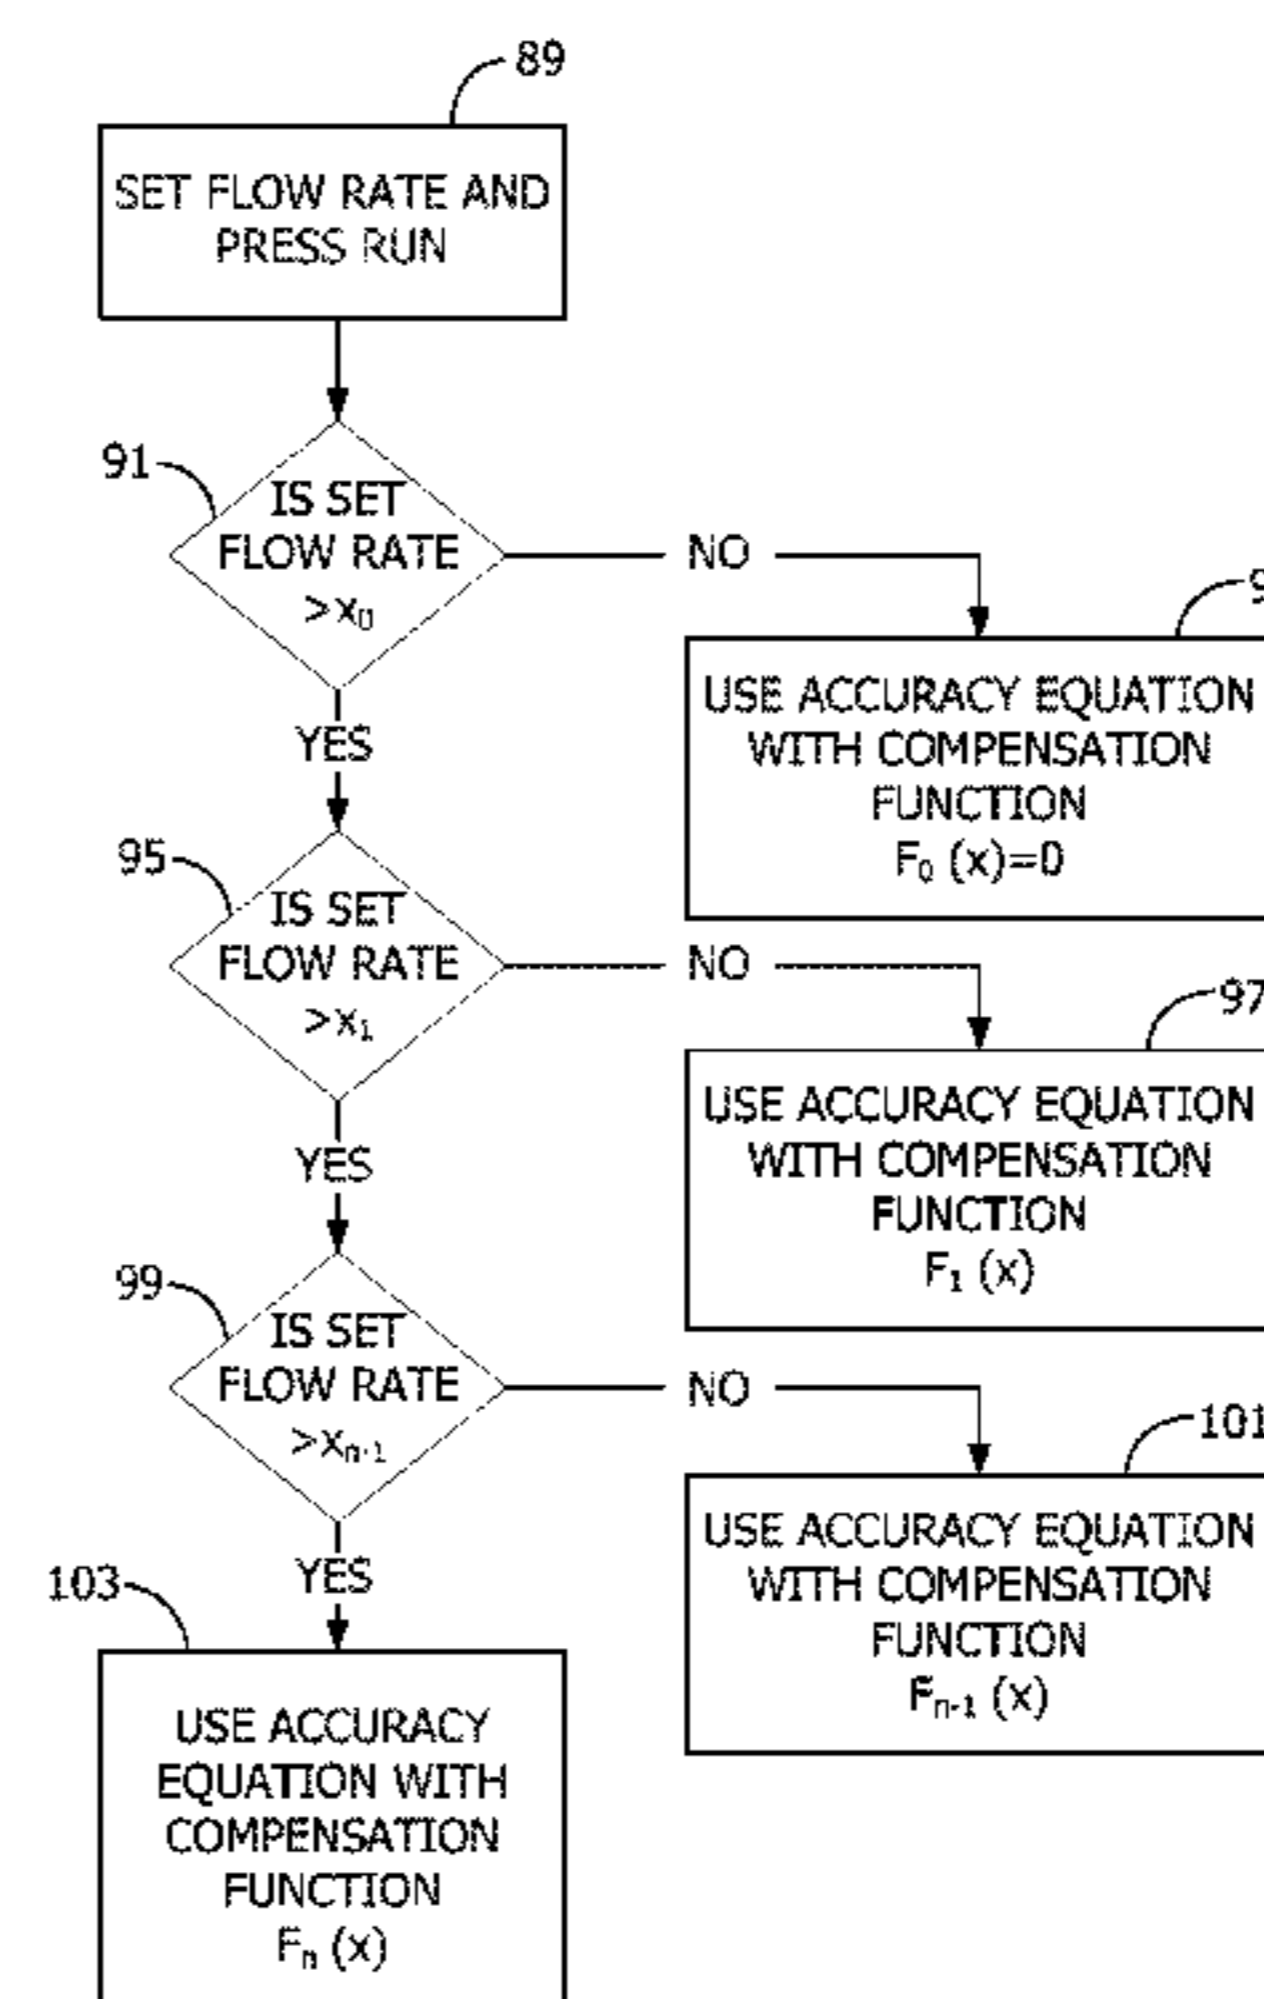 89
SET FLOW RATE AND
PRESS RUN
91
IS SET
FLOW RATE
>x₀
NO
YES
USE ACCURACY EQUATION
WITH COMPENSATION
FUNCTION
F₀ (x)=0
95
IS SET
FLOW RATE
>x₁
NO
97
YES
USE ACCURACY EQUATION
WITH COMPENSATION
FUNCTION
F₁ (x)
99
IS SET
FLOW RATE
>xₙ₋₁
NO
101
YES
USE ACCURACY EQUATION
WITH COMPENSATION
FUNCTION
Fₙ₋₁ (x)
103
USE ACCURACY
EQUATION WITH
COMPENSATION
FUNCTION
Fₙ (x)